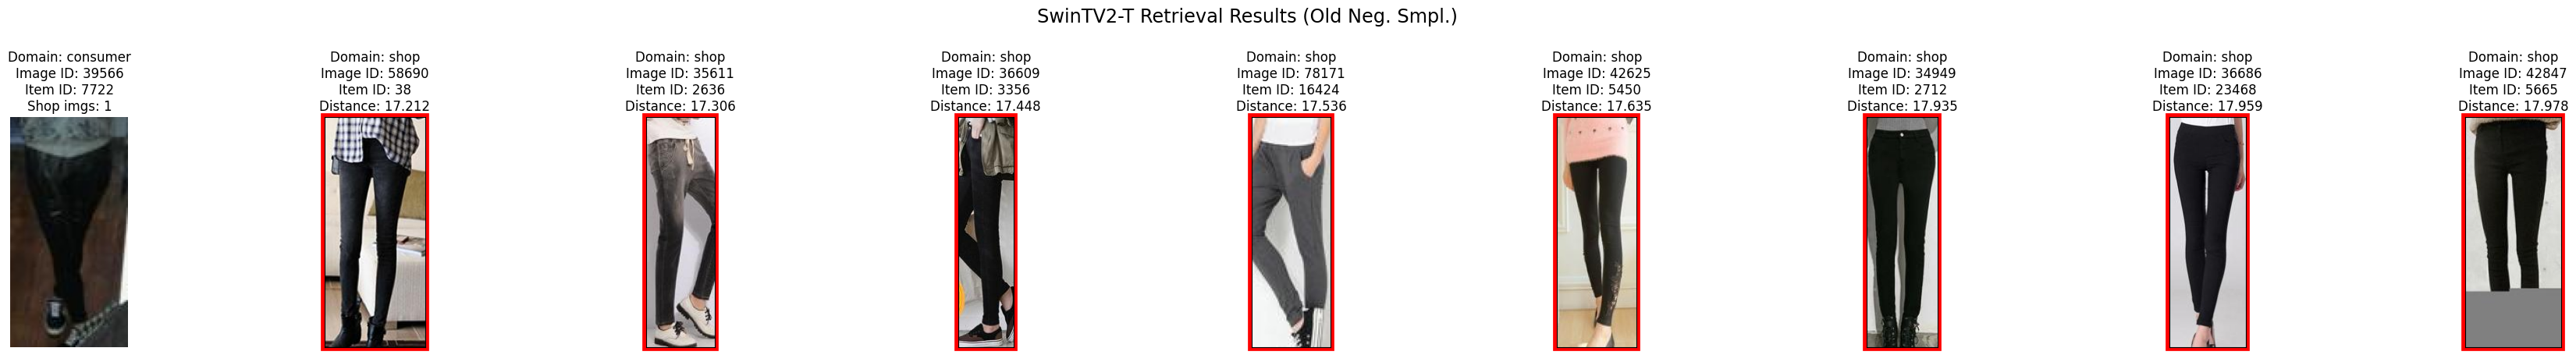 SwinTV2-T Retrieval Results (Old Neg. Smpl.)
Domain: consumer
Image ID: 39566
Item ID: 7722
Shop imgs: 1
Domain: shop
Image ID: 58690
Item ID: 38
Distance: 17.212
Domain: shop
Image ID: 35611
Item ID: 2636
Distance: 17.306
Domain: shop
Image ID: 36609
Item ID: 3356
Distance: 17.448
Domain: shop
Image ID: 78171
Item ID: 16424
Distance: 17.536
Domain: shop
Image ID: 42625
Item ID: 5450
Distance: 17.635
Domain: shop
Image ID: 34949
Item ID: 2712
Distance: 17.935
Domain: shop
Image ID: 36686
Item ID: 23468
Distance: 17.959
Domain: shop
Image ID: 42847
Item ID: 5665
Distance: 17.978